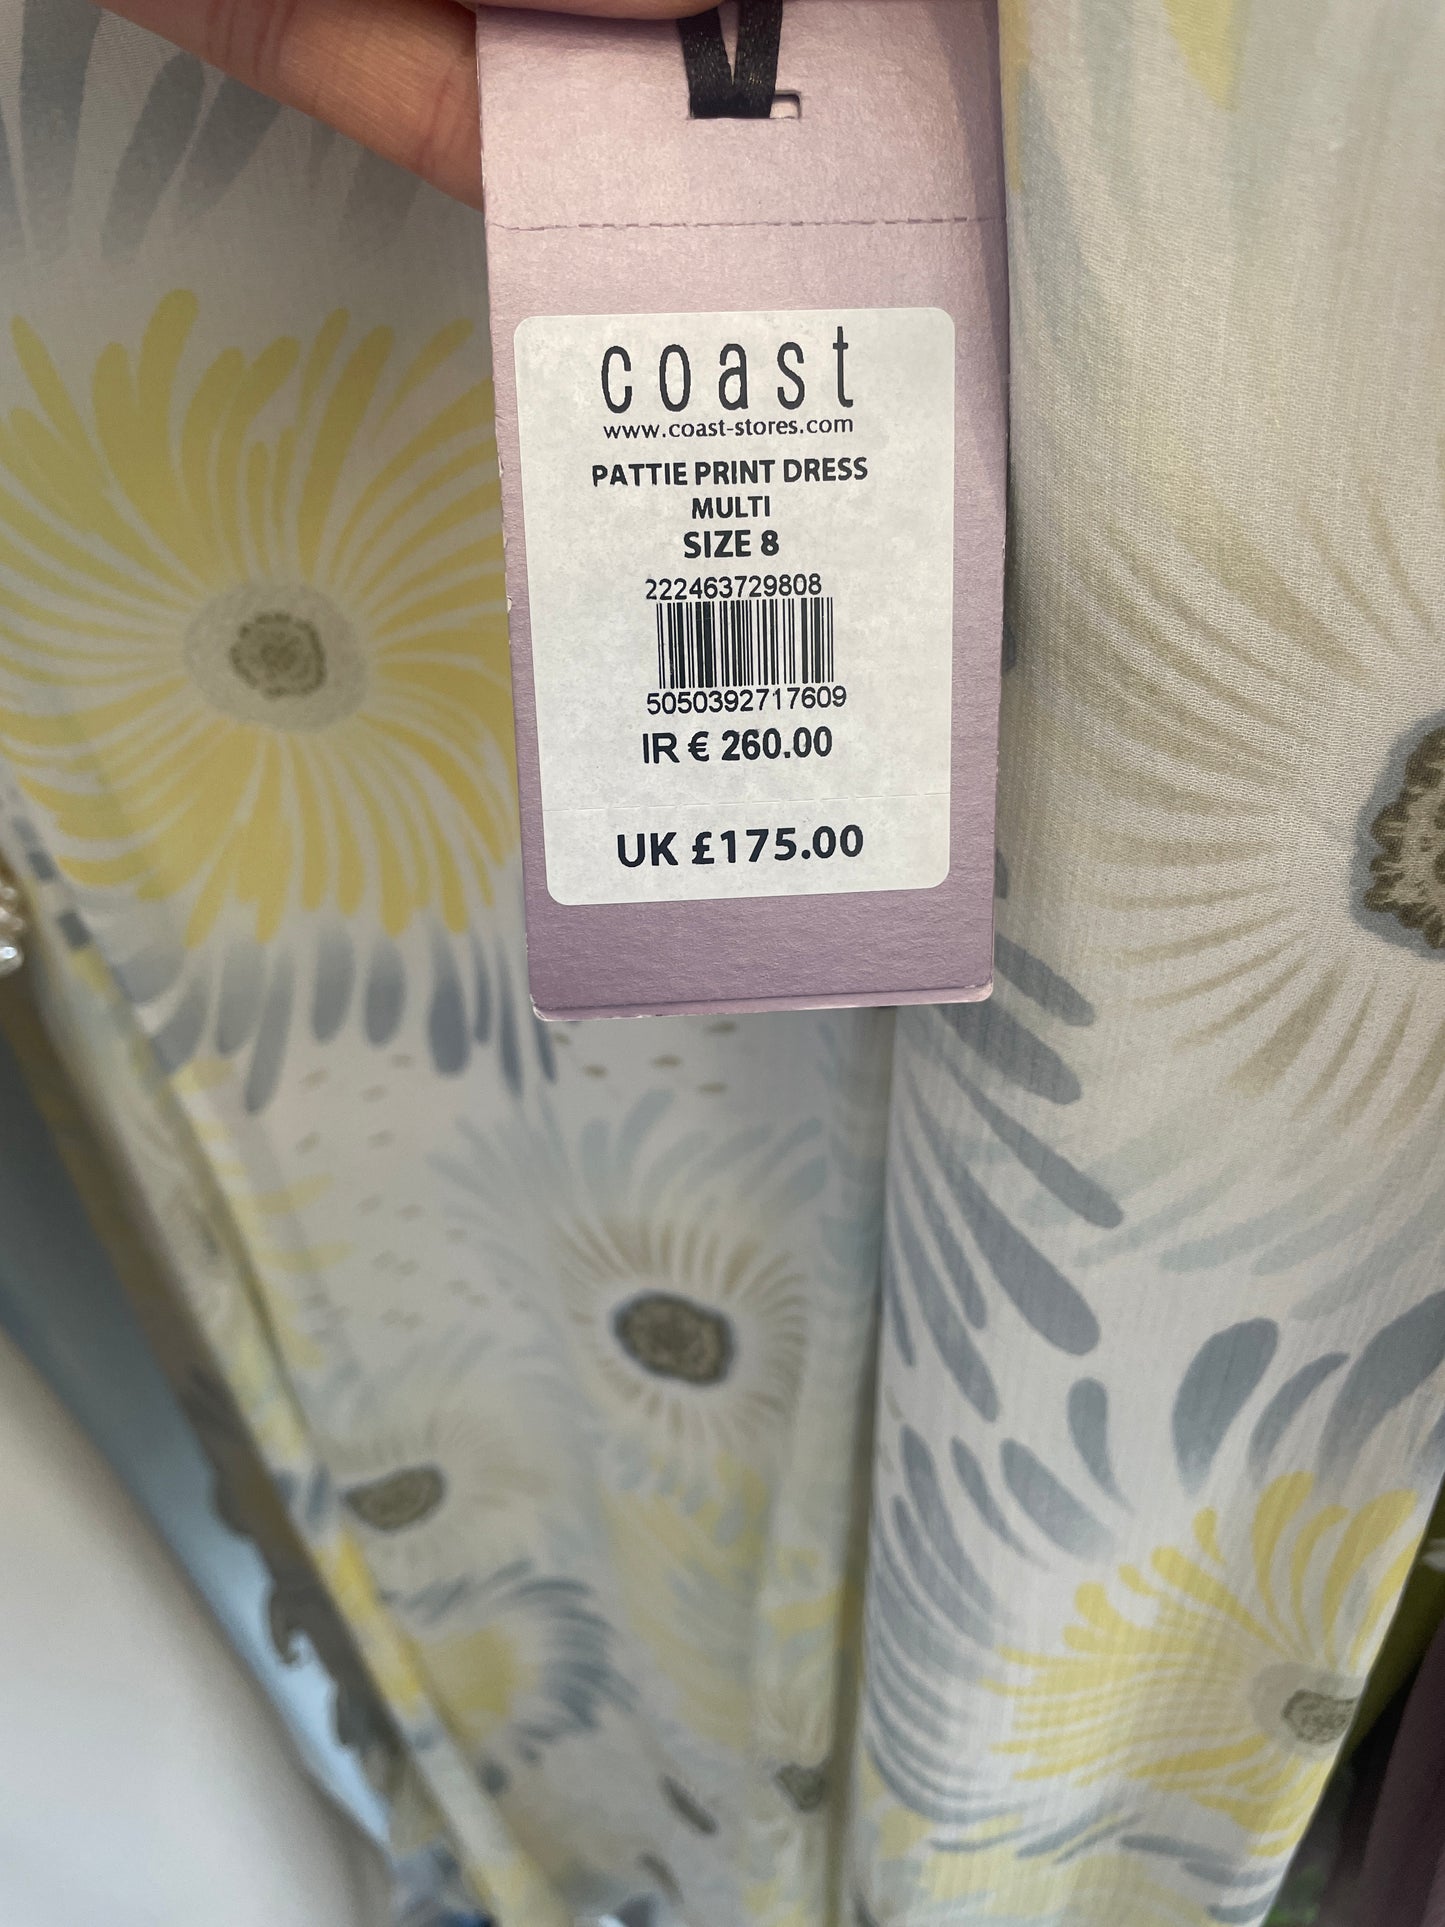 coast
www.coast-stores.com
PATTIE PRINT DRESS
MULTI
SIZE 8
222463729808
5050392717609
IR € 260.00
UK £175.00